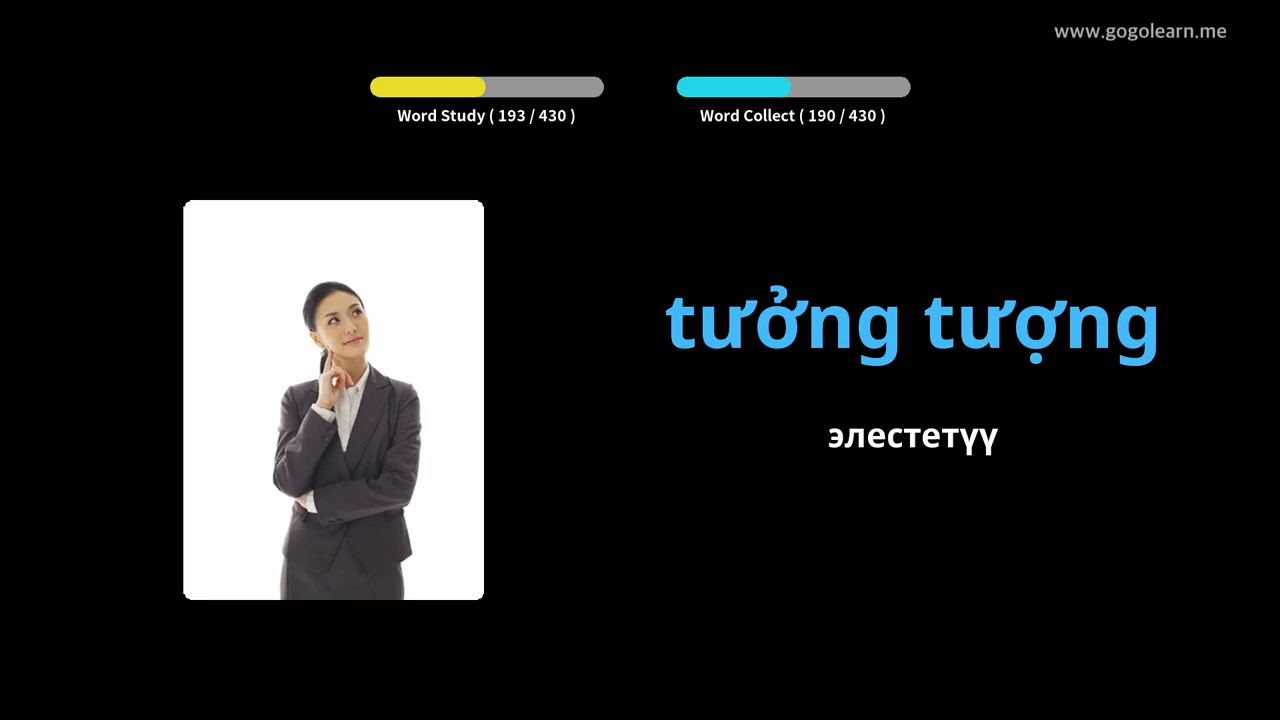 www.gogolearn.me
Word Study ( 193 / 430 )
Word Collect ( 190 / 430 )
tưởng tượng
элестетүү